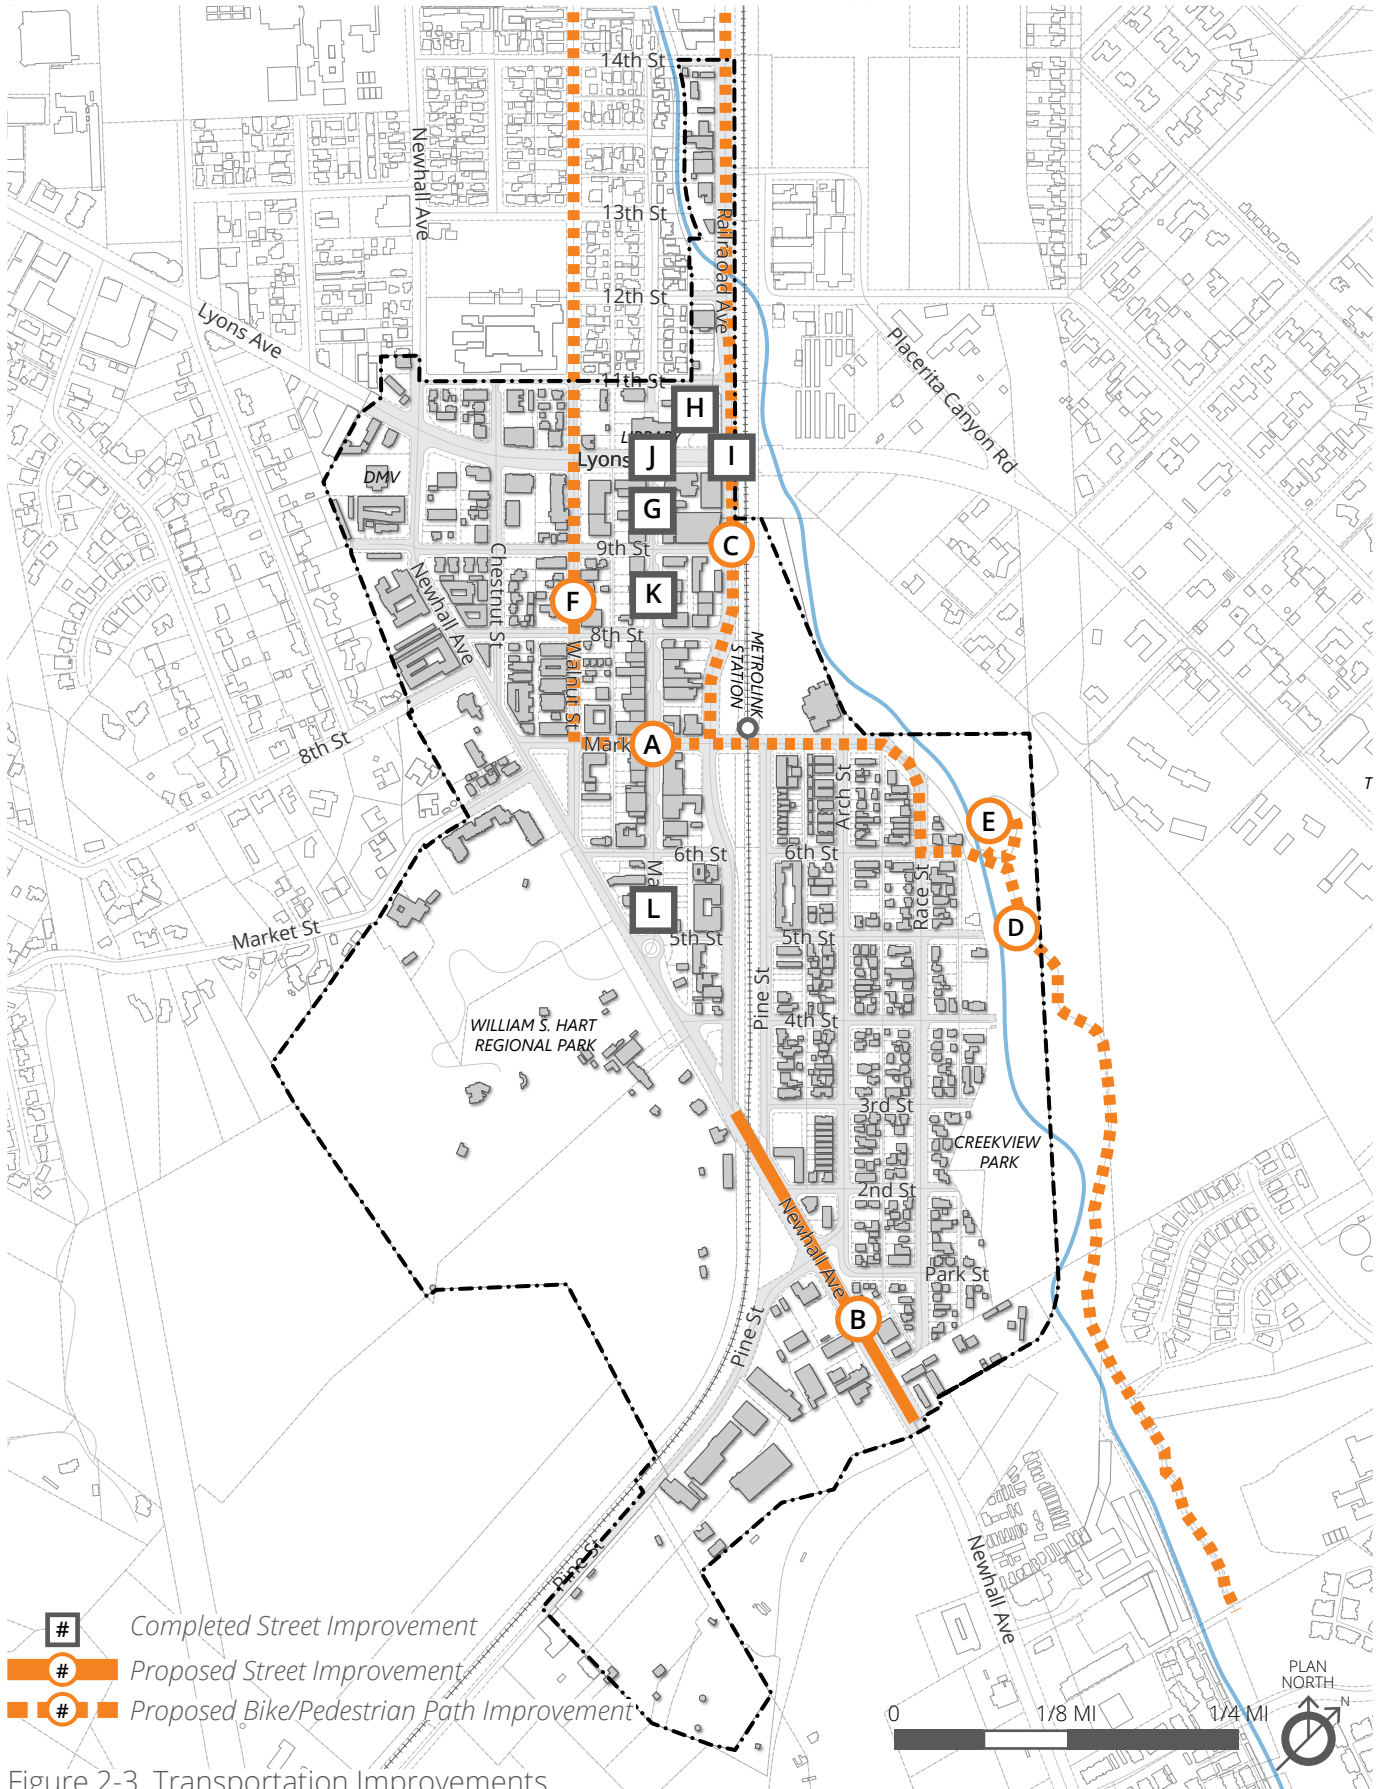 14th St
Newhall Ave
13th St
Railraoad Ave
12th St
Lyons Ave
Placerita Canyon Rd
11th St
H
LIBRARY
Lyons
J
I
DMV
G
9th St
C
Chestnut St
Newhall Ave
K
F
8th St
Walnut St
METROLINK
STATION
8th St
Mark
A
Arch St
E
6th St
6th St
Ma
Race St
L
D
Market St
5th St
5th St
Pine St
WILLIAM S. HART
REGIONAL PARK
4th St
3rd St
CREEKVIEW
PARK
2nd St
Newhall Ave
Park St
B
Pine St
Pine St
Newhall Ave
T
# Completed Street Improvement
# Proposed Street Improvement
# Proposed Bike/Pedestrian Path Improvement
PLAN
NORTH
N
0 1/8 MI 1/4 MI
Figure 2-3 Transportation Improvements